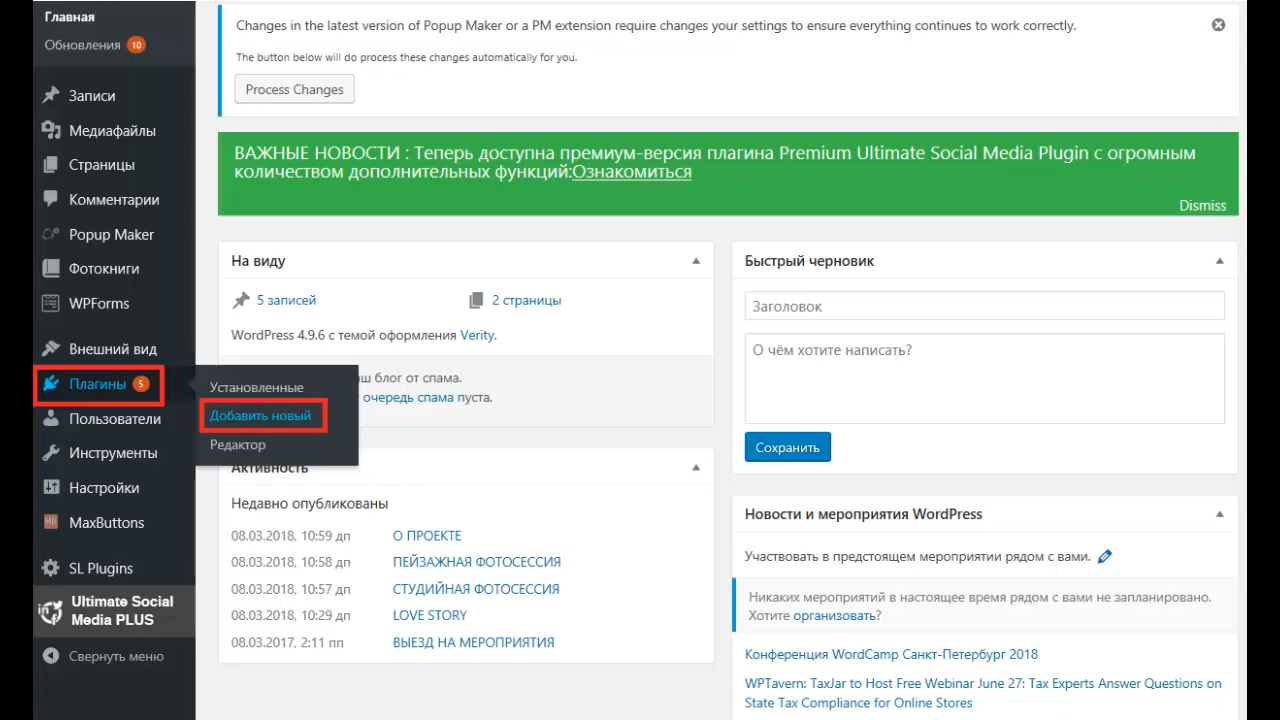 Главная
Обновления 10
Записи
Медиафайлы
Страницы
Комментарии
Popup Maker
Фотокниги
WPForms
Внешний вид
Плагины 5
Пользователи
Инструменты
Настройки
MaxButtons
SL Plugins
Ultimate Social
Media PLUS
Свернуть меню
Установленные
Добавить новый
Редактор
Changes in the latest version of Popup Maker or a PM extension require changes your settings to ensure everything continues to work correctly.
The button below will do process these changes automatically for you.
Process Changes
ВАЖНЫЕ НОВОСТИ : Теперь доступна премиум-версия плагина Premium Ultimate Social Media Plugin с огромным
количеством дополнительных функций:Ознакомиться
Dismiss
На виду
5 записей
2 страницы
WordPress 4.9.6 с темой оформления Verity.
блог от спама.
очередь спама пуста.
Активность
Недавно опубликованы
08.03.2018, 10:59 дп О ПРОЕКТЕ
08.03.2018, 10:58 дп ПЕЙЗАЖНАЯ ФОТОСЕССИЯ
08.03.2018, 10:57 дп СТУДИЙНАЯ ФОТОСЕССИЯ
08.03.2018, 10:29 дп LOVE STORY
08.03.2017, 2:11 пп ВЫЕЗД НА МЕРОПРИЯТИЯ
Быстрый черновик
Заголовок
О чём хотите написать?
Сохранить
Новости и мероприятия WordPress
Участвовать в предстоящем мероприятии рядом с вами.
Никаких мероприятий в настоящее время рядом с вами не запланировано.
Хотите организовать?
Конференция WordCamp Санкт-Петербург 2018
WPTavern: TaxJar to Host Free Webinar June 27: Tax Experts Answer Questions on
State Tax Compliance for Online Stores